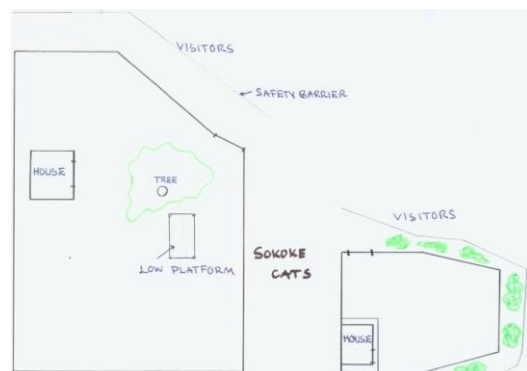 VISITORS
SAFETY BARRIER
TREE
HOUSE
LOW PLATFORM
SOKOKE
CATS
VISITORS
HOUSE